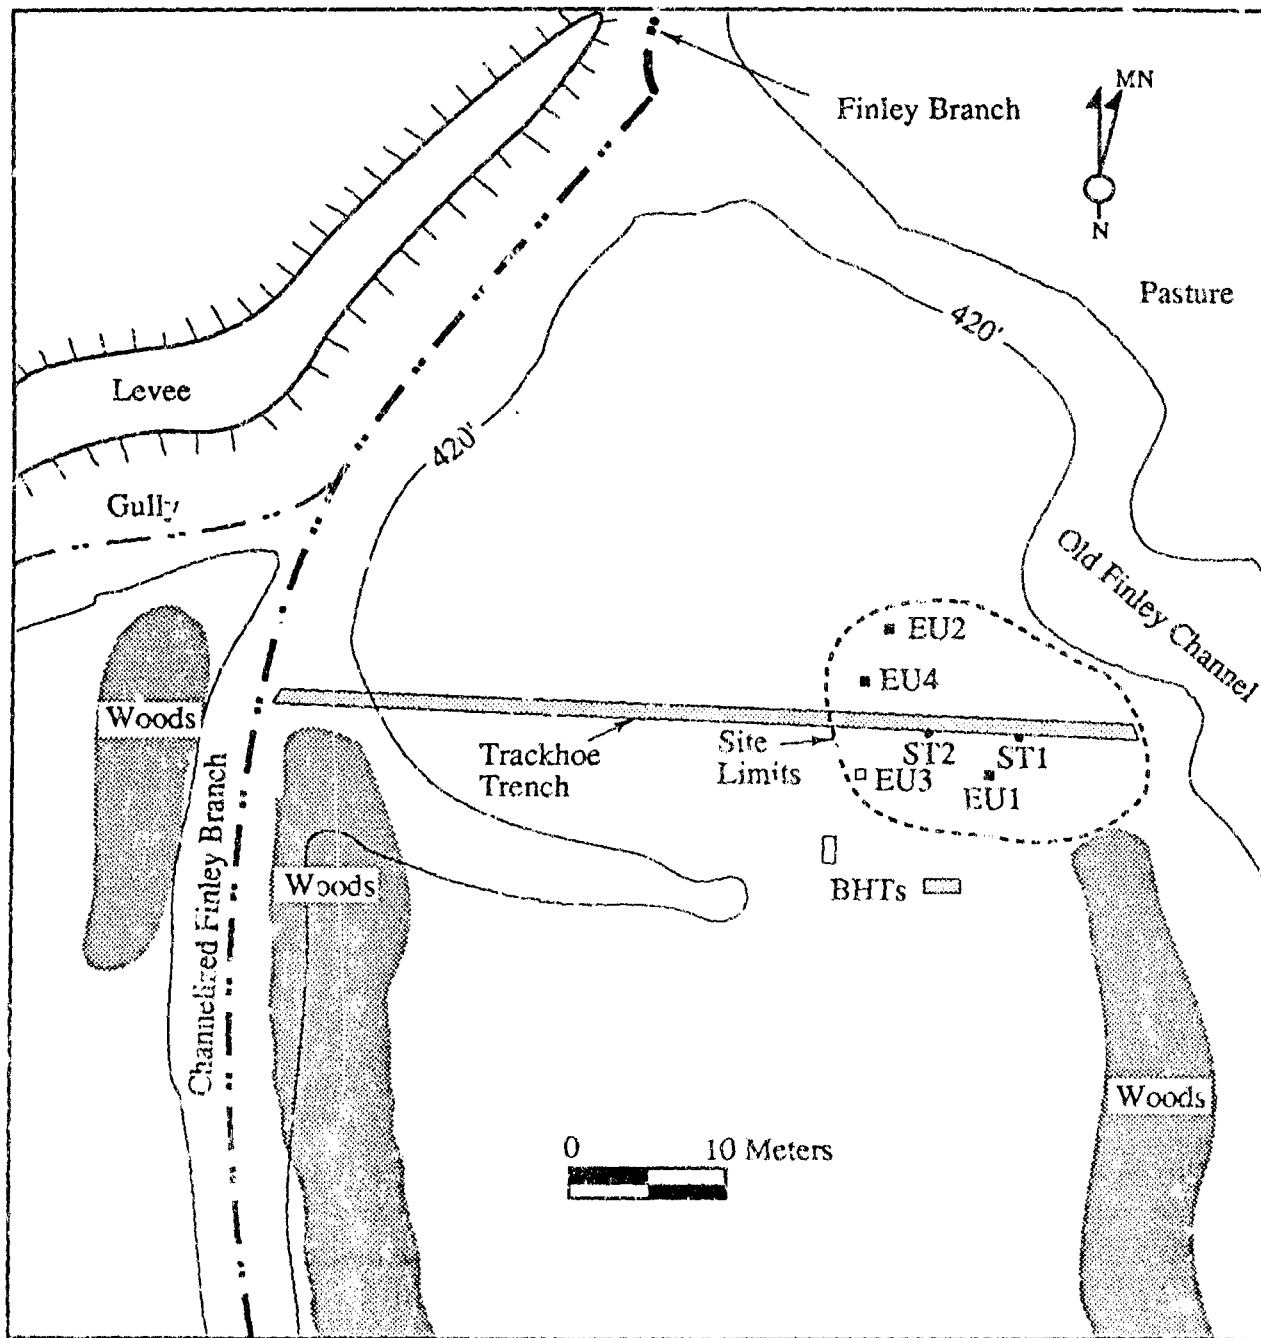 MN
Finley Branch
N
Pasture
420'
Levee
420'
Gully
Old Finley Channel
EU2
EU4
Woods
Trackhoe
Trench
Site
Limits
ST2
ST1
EU3
EU1
Channelized Finley Branch
Woods
BHTs
Woods
0
10 Meters